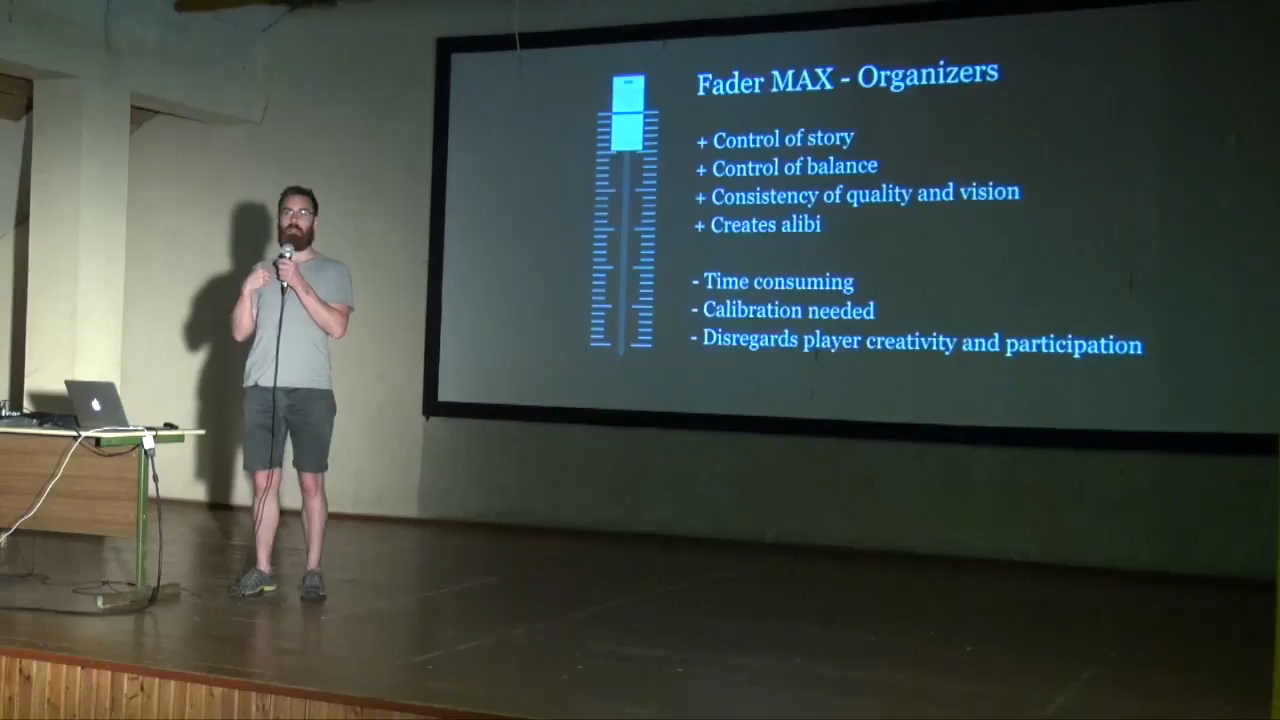 Fader MAX - Organizers
+ Control of story
+ Control of balance
+ Consistency of quality and vision
+ Creates alibi
- Time consuming
- Calibration needed
- Disregards player creativity and participation